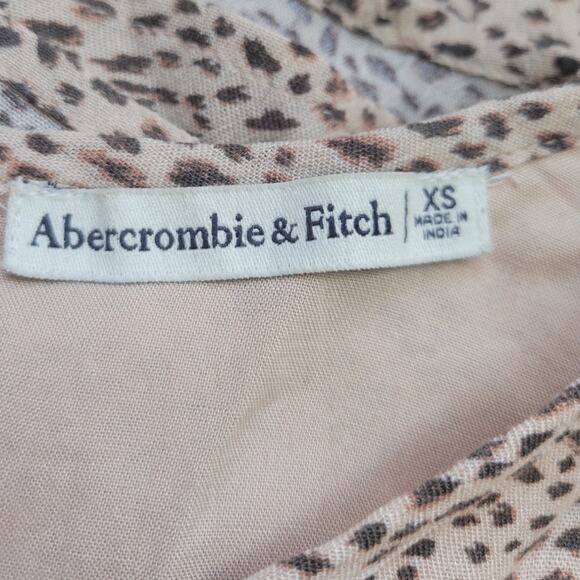 Abercrombie & Fitch
XS
MADE IN
INDIA